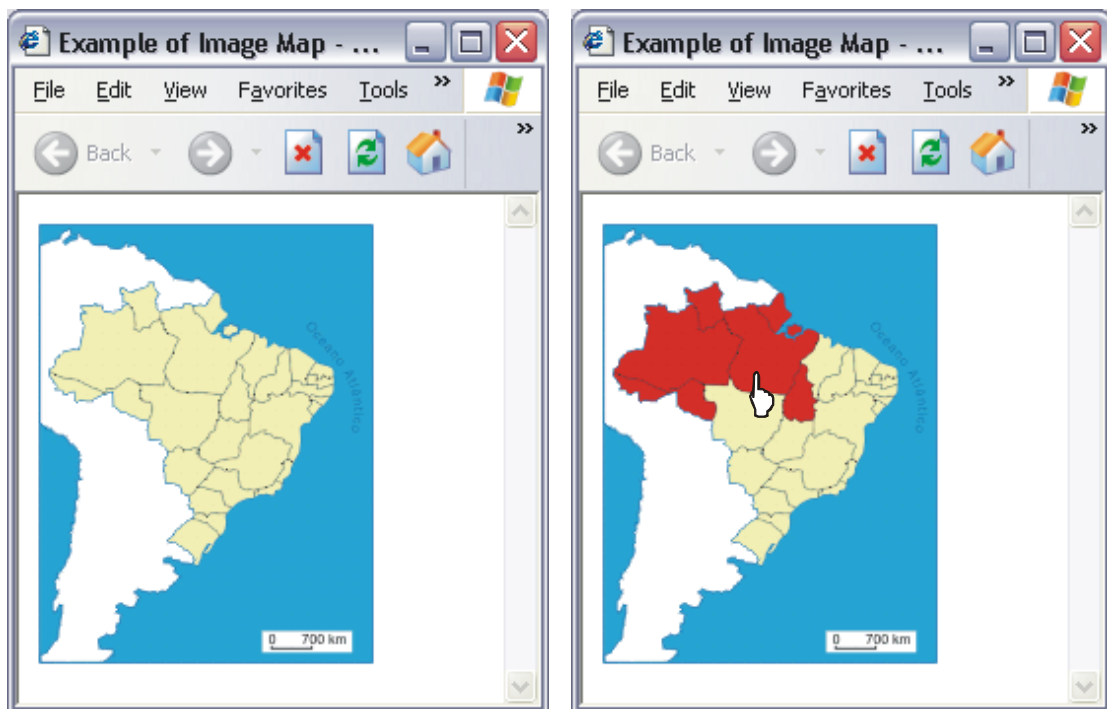 Example of Image Map - ...
File Edit View Favorites Tools »
Back »
Oceano Atlântico
0 700 km
Example of Image Map - ...
File Edit View Favorites Tools »
Back »
Oceano Atlântico
0 700 km